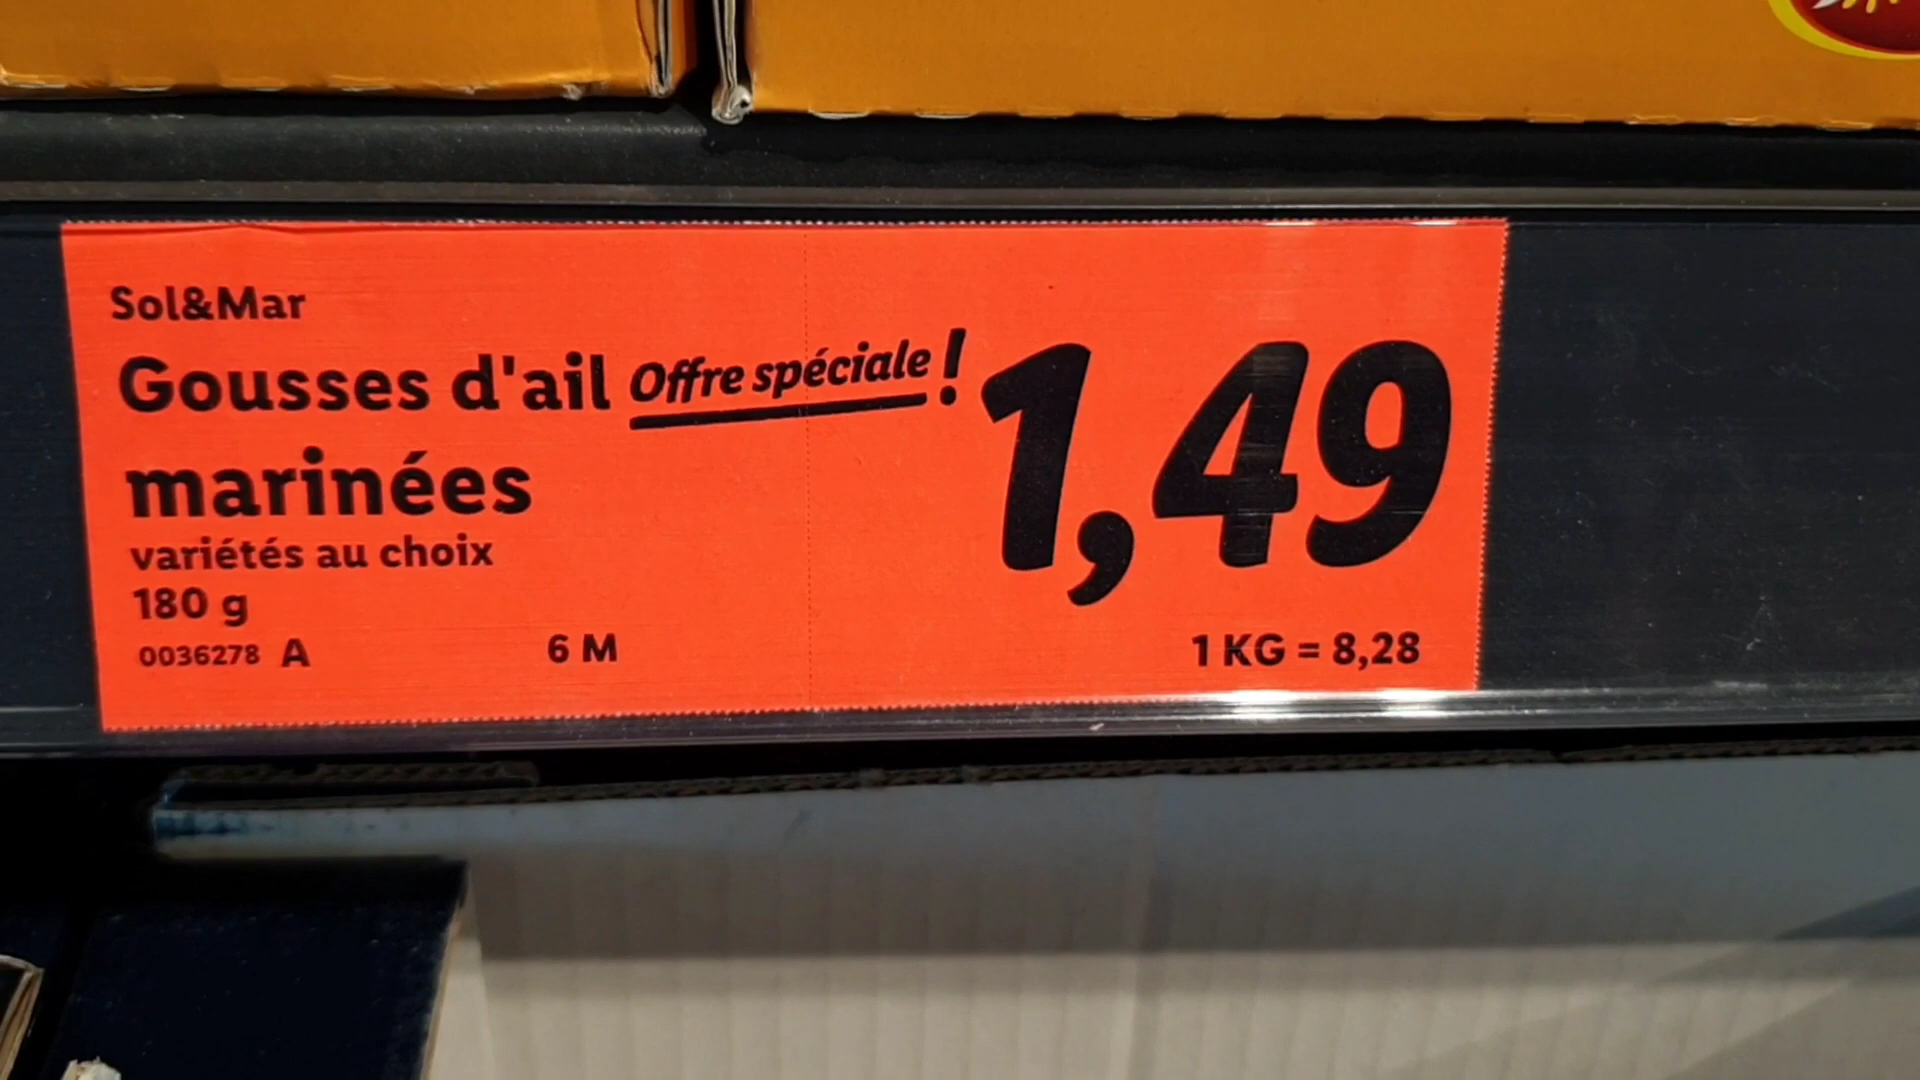 Sol&Mar
Gousses d'ail
marinées
Offre spéciale!
1,49
variétés au choix
180 g
0036278 A 6 M
1 KG = 8,28